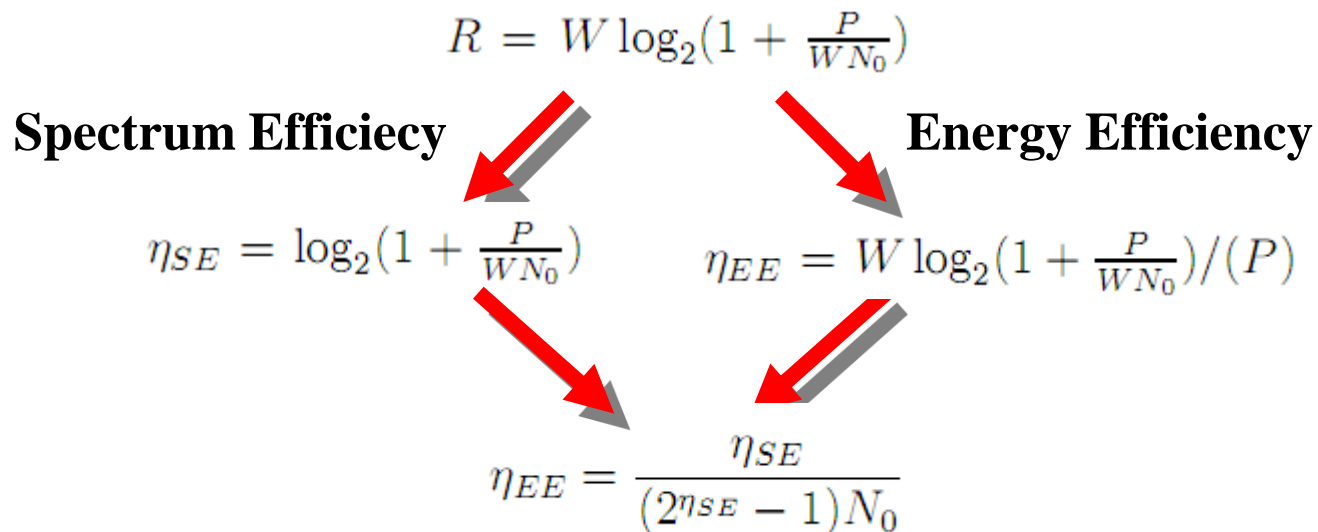 R = W log₂(1 + P/(WN₀))
Spectrum Efficiecy
Energy Efficiency
η_SE = log₂(1 + P/(WN₀))
η_EE = W log₂(1 + P/(WN₀))/(P)
η_EE = η_SE/((2^{η_SE} − 1)N₀)